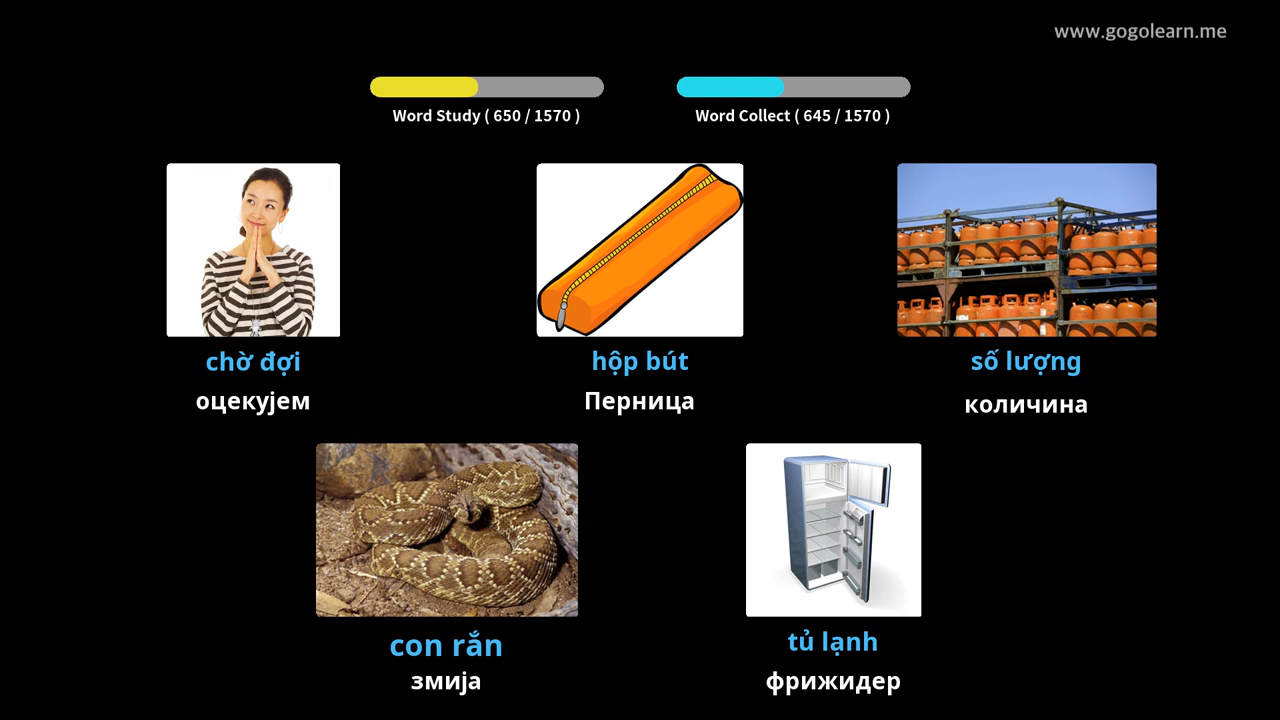 www.gogolearn.me
Word Study ( 650 / 1570 )
Word Collect ( 645 / 1570 )
chờ đợi
оцекујем
hộp bút
Перница
số lượng
количина
con rắn
змија
tủ lạnh
фрижидер